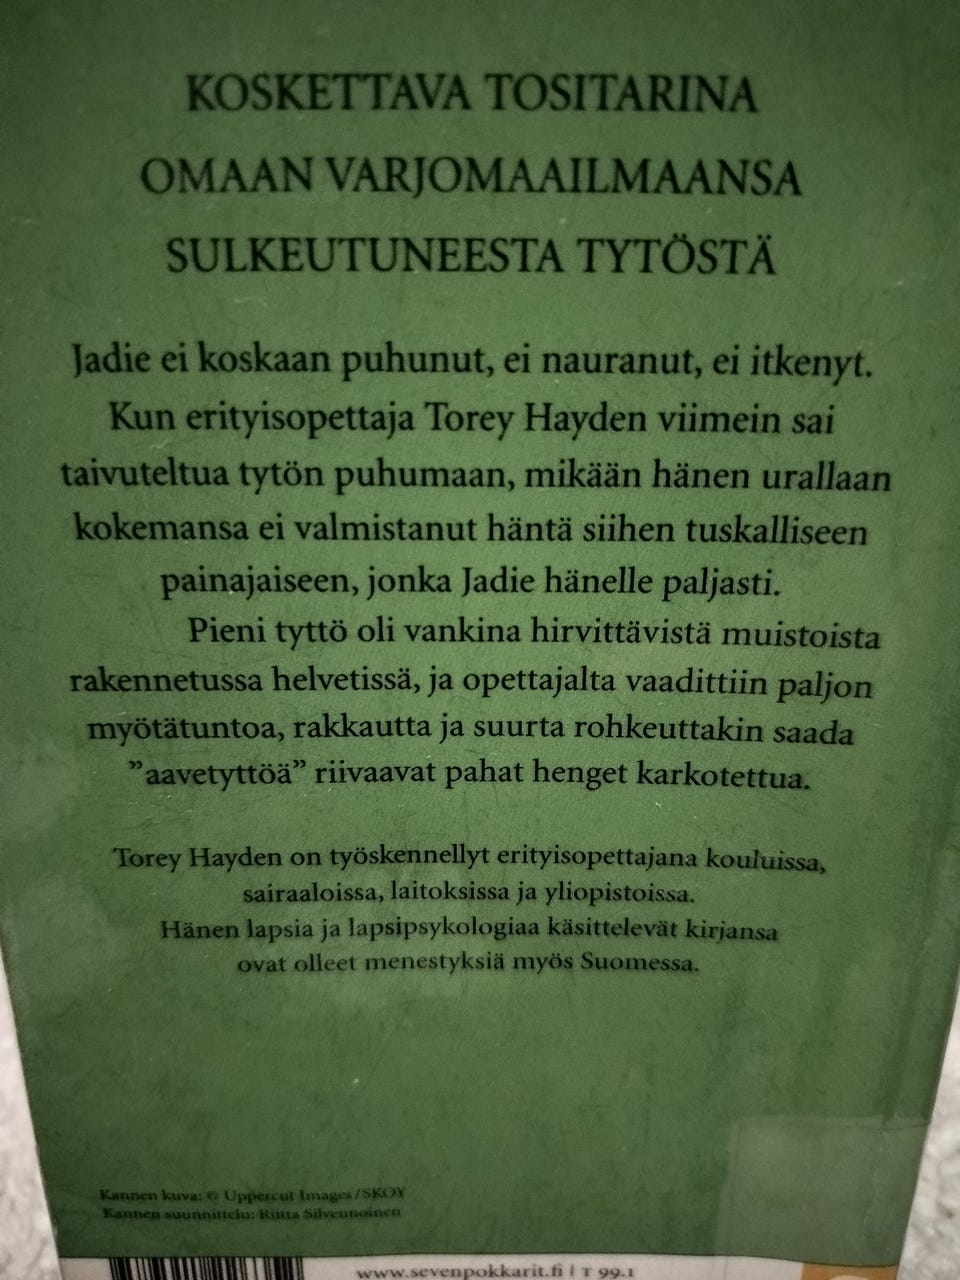 KOSKETTAVA TOSITARINA
OMAAN VARJOMAAILMAANSA
SULKEUTUNEESTA TYTÖSTÄ
Jadie ei koskaan puhunut, ei nauranut, ei itkenyt.
Kun erityisopettaja Torey Hayden viimein sai
taivuteltua tytön puhumaan, mikään hänen urallaan
kokemansa ei valmistanut häntä siihen tuskalliseen
painajaiseen, jonka Jadie hänelle paljasti.
Pieni tyttö oli vankina hirvittävistä muistoista
rakennetussa helvetissä, ja opettajalta vaadittiin paljon
myötätuntoa, rakkautta ja suurta rohkeuttakin saada
”aavetyttöä” riivaavat pahat henget karkotettua.
Torey Hayden on työskennellyt erityisopettajana kouluissa,
sairaaloissa, laitoksissa ja yliopistoissa.
Hänen lapsia ja lapsipsykologiaa käsittelevät kirjansa
ovat olleet menestyksiä myös Suomessa.
Kannen kuva: © Uppercut Images/SKOY
Kannen suunnittelu: Riitta Silvennoinen
www.sevenpokkarit.fi | T 99.1